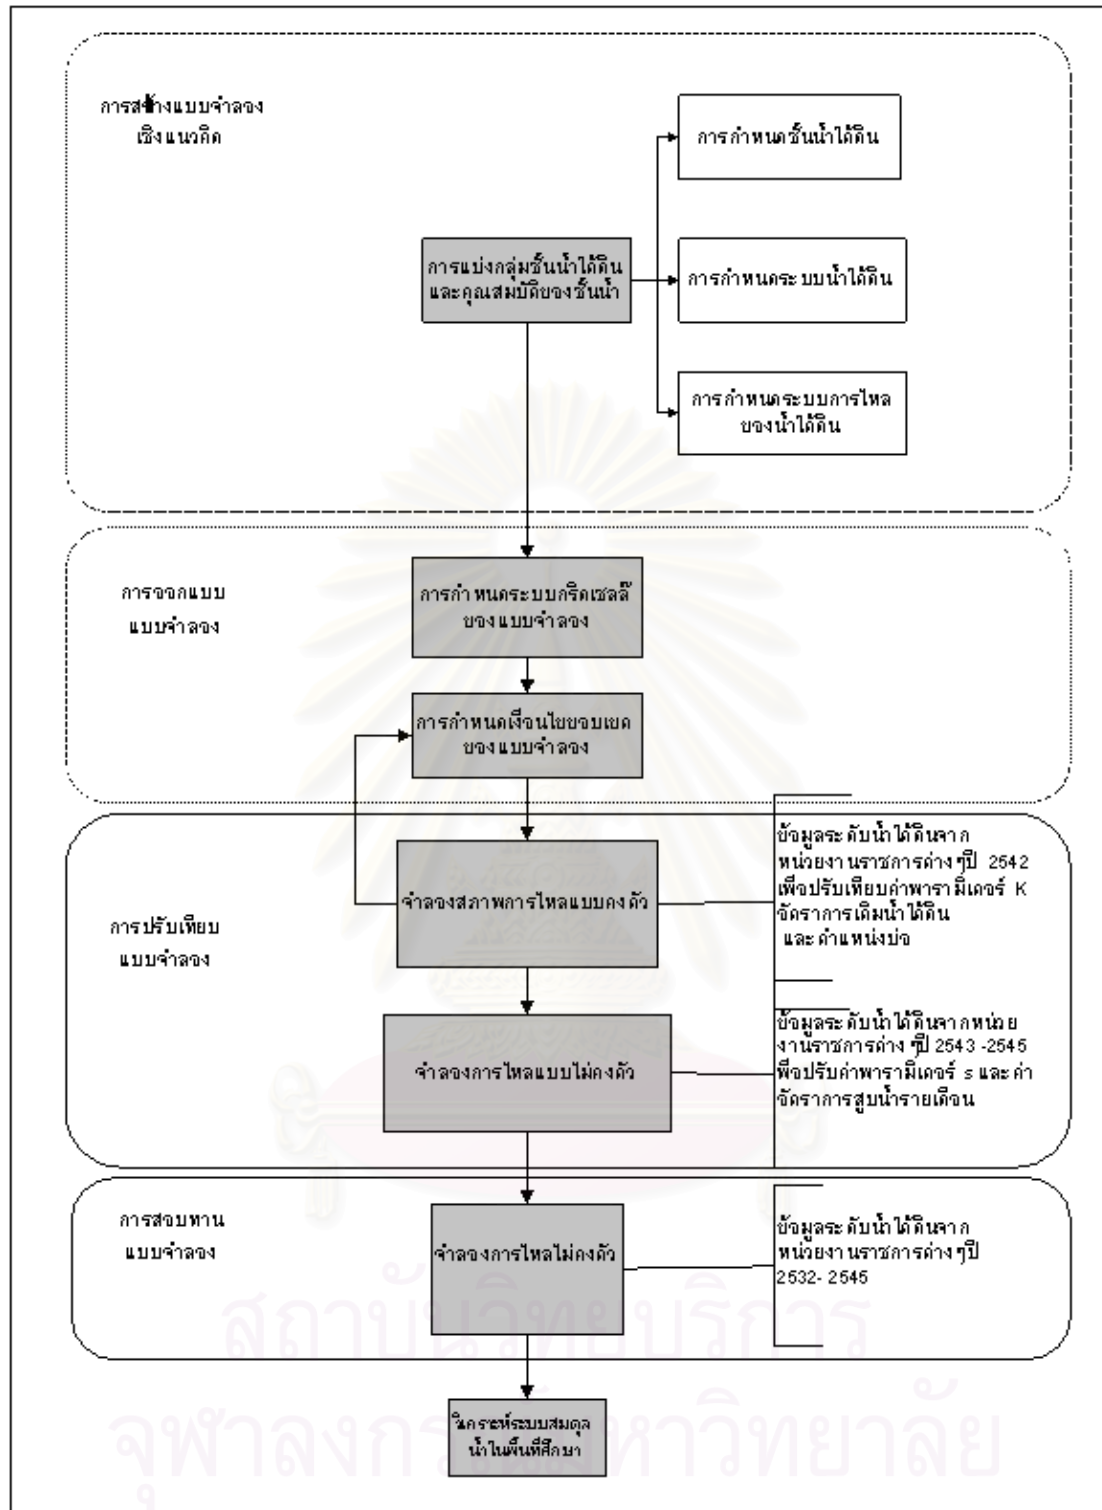 การสร้างแบบจำลอง
เชิงแนวคิด
การกำหนดชั้นน้ำใต้ดิน
การแบ่งกลุ่มชั้นน้ำใต้ดิน
และคุณสมบัติของชั้นน้ำ
การกำหนดระบบน้ำใต้ดิน
การกำหนดระบบการไหล
ของน้ำใต้ดิน
การออกแบบ
แบบจำลอง
การกำหนดระบบกริดเซลล์
ของแบบจำลอง
การกำหนดเงื่อนไขขอบเขต
ของแบบจำลอง
การปรับเทียบ
แบบจำลอง
จำลองสภาพการไหลแบบคงตัว
ข้อมูลระดับน้ำใต้ดินจาก
หน่วยงานราชการต่างๆปี 2542
เพื่อปรับเทียบค่าพารามิเตอร์ K
อัตราการเติมน้ำใต้ดิน
และตำแหน่งบ่อ
จำลองการไหลแบบไม่คงตัว
ข้อมูลระดับน้ำใต้ดินจากหน่วย
งานราชการต่างๆปี 2543 -2545
พื่อปรับค่าพารามิเตอร์ s และค่า
อัตราการสูบน้ำรายเดือน
การสอบทาน
แบบจำลอง
จำลองการไหลไม่คงตัว
ข้อมูลระดับน้ำใต้ดินจาก
หน่วยงานราชการต่างๆปี
2532- 2545
วิเคราะห์ระบบสมดุล
น้ำในพื้นที่ศึกษา
สถาบันวิทยบริการ
จุฬาลงกรณ์มหาวิทยาลัย